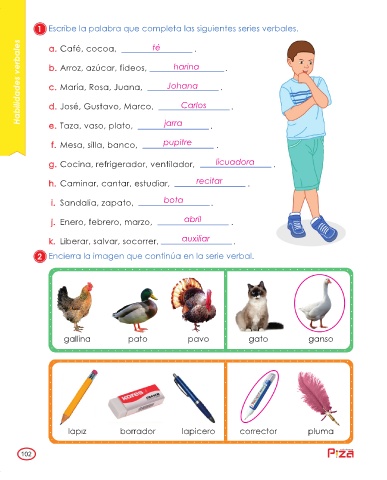 Habilidades verbales
1 Escribe la palabra que completa las siguientes series verbales.
a. Café, cocoa, té.
b. Arroz, azúcar, fideos, harina.
c. María, Rosa, Juana, Johana.
d. José, Gustavo, Marco, Carlos.
e. Taza, vaso, plato, jarra.
f. Mesa, silla, banco, pupitre.
g. Cocina, refrigerador, ventilador, licuadora.
h. Caminar, cantar, estudiar, recitar.
i. Sandalia, zapato, bota.
j. Enero, febrero, marzo, abril.
k. Liberar, salvar, socorrer, auxiliar.
2 Encierra la imagen que continúa en la serie verbal.
gallina pato pavo gato ganso
Kores
lapiz borrador lapicero corrector pluma
102